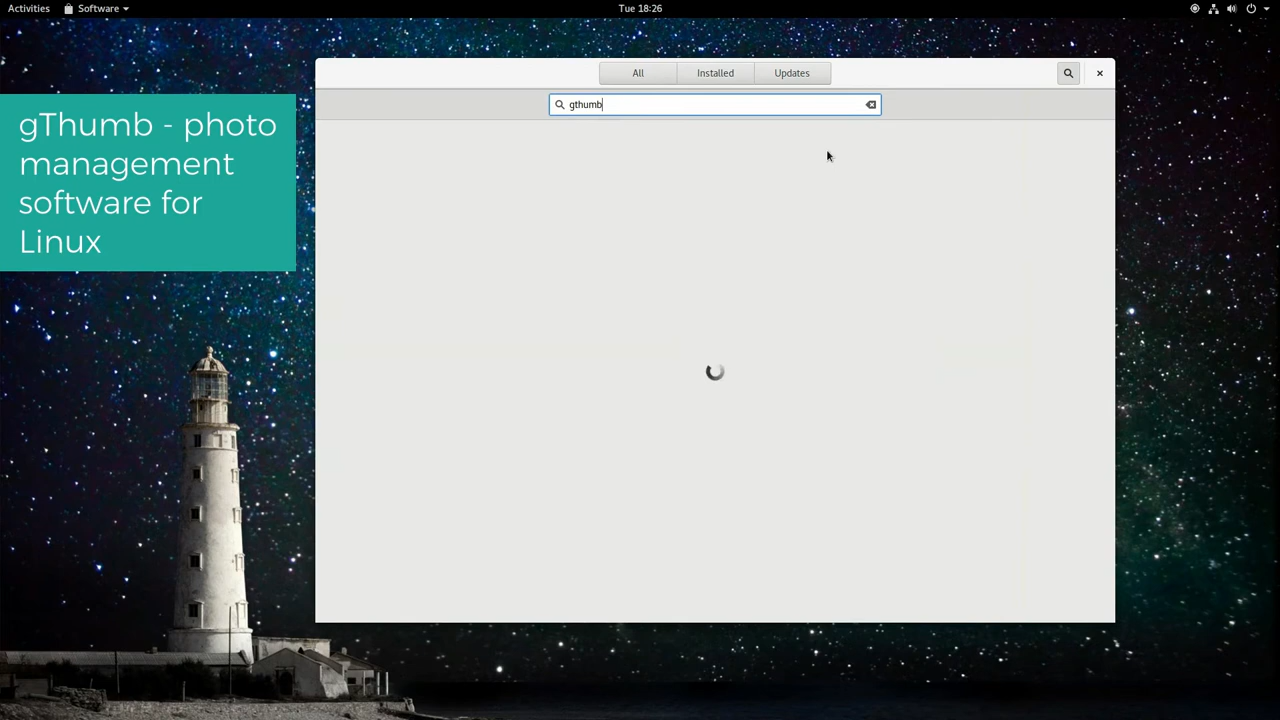 Activities
Software
Tue 18:26
All
Installed
Updates
gthumb
gThumb - photo
management
software for
Linux